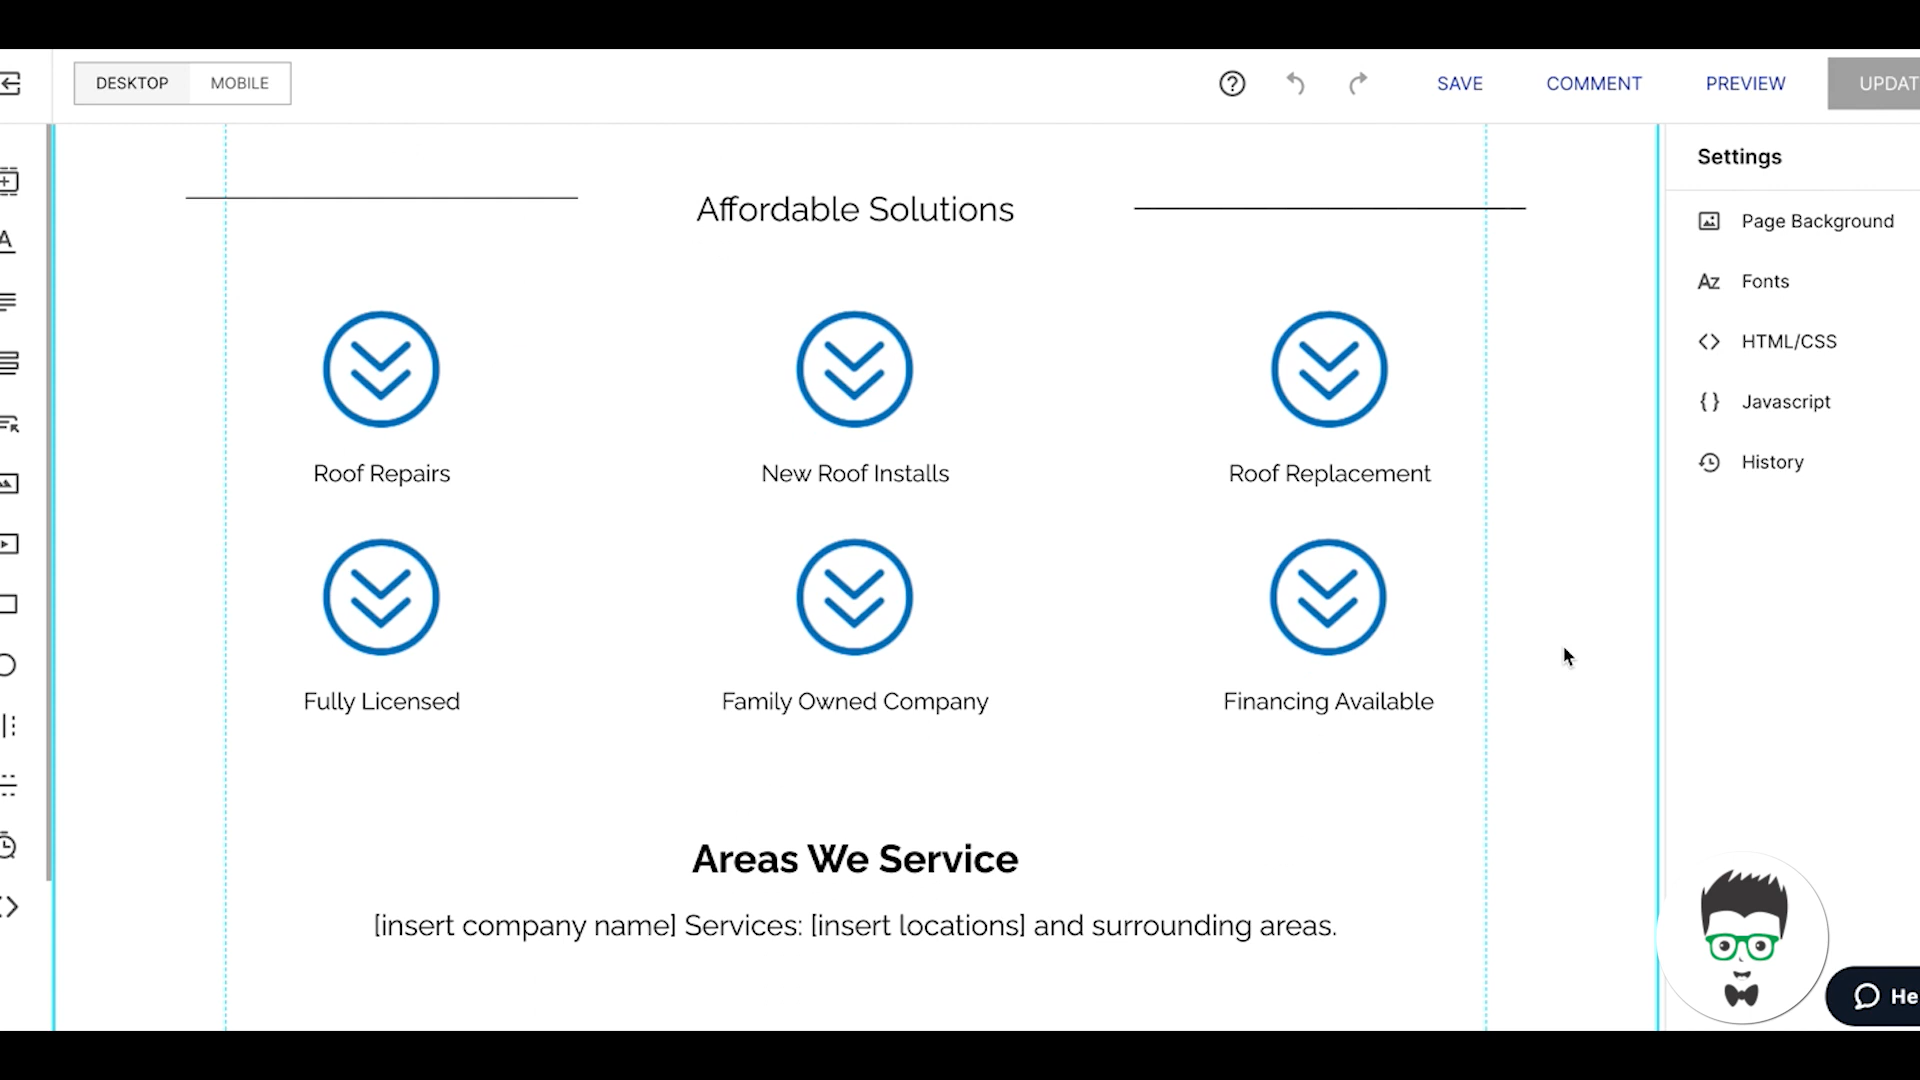 DESKTOP MOBILE SAVE COMMENT PREVIEW UPDAT
Settings
Page Background
Fonts
HTML/CSS
Javascript
History
Affordable Solutions
Roof Repairs New Roof Installs Roof Replacement
Fully Licensed Family Owned Company Financing Available
Areas We Service
[insert company name] Services: [insert locations] and surrounding areas.
He